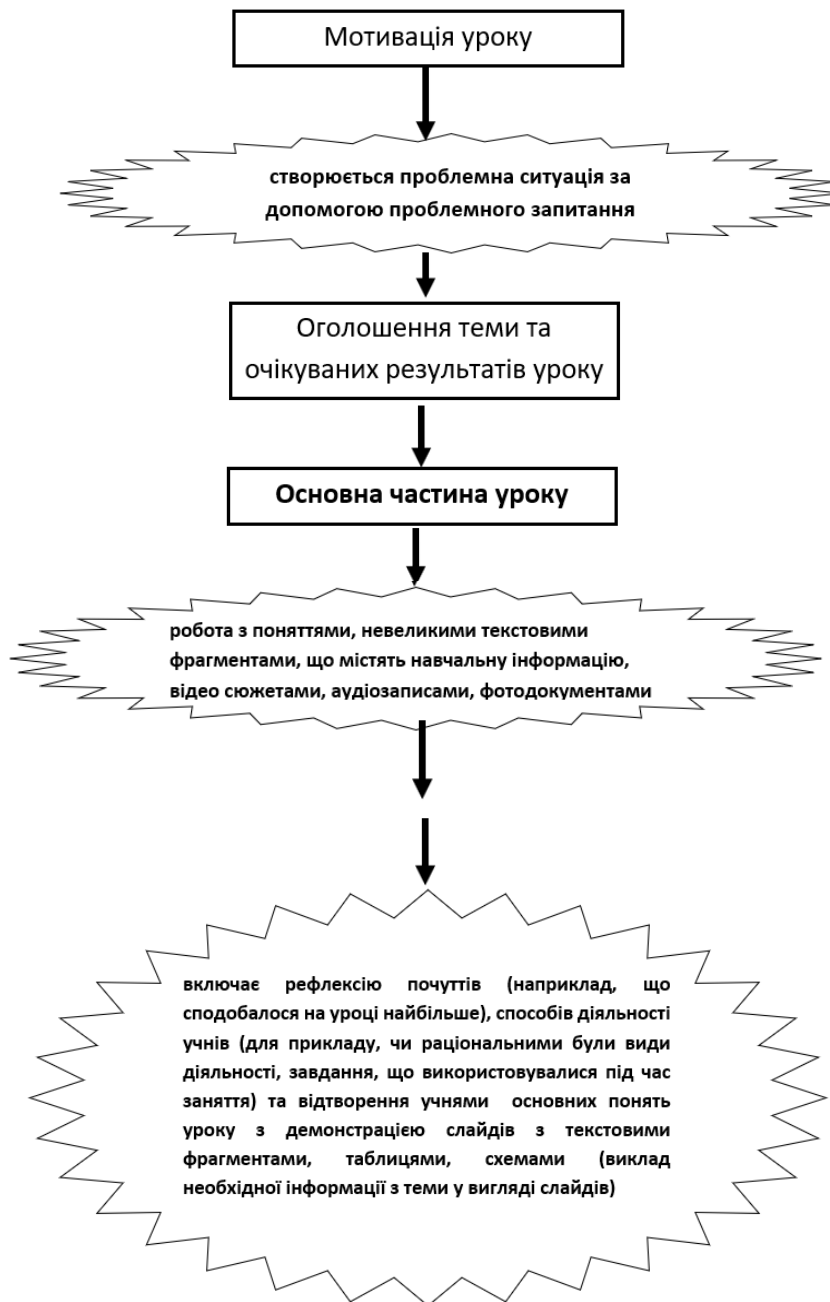 Мотивація уроку
створюється проблемна ситуація за
допомогою проблемного запитання
Оголошення теми та
очікуваних результатів уроку
Основна частина уроку
робота з поняттями, невеликими текстовими
фрагментами, що містять навчальну інформацію,
відео сюжетами, аудіозаписами, фотодокументами
включає рефлексію почуттів (наприклад, що
сподобалося на уроці найбільше), способів діяльності
учнів (для прикладу, чи раціональними були види
діяльності, завдання, що використовувалися під час
заняття) та відтворення учнями основних понять
уроку з демонстрацією слайдів з текстовими
фрагментами, таблицями, схемами (виклад
необхідної інформації з теми у вигляді слайдів)